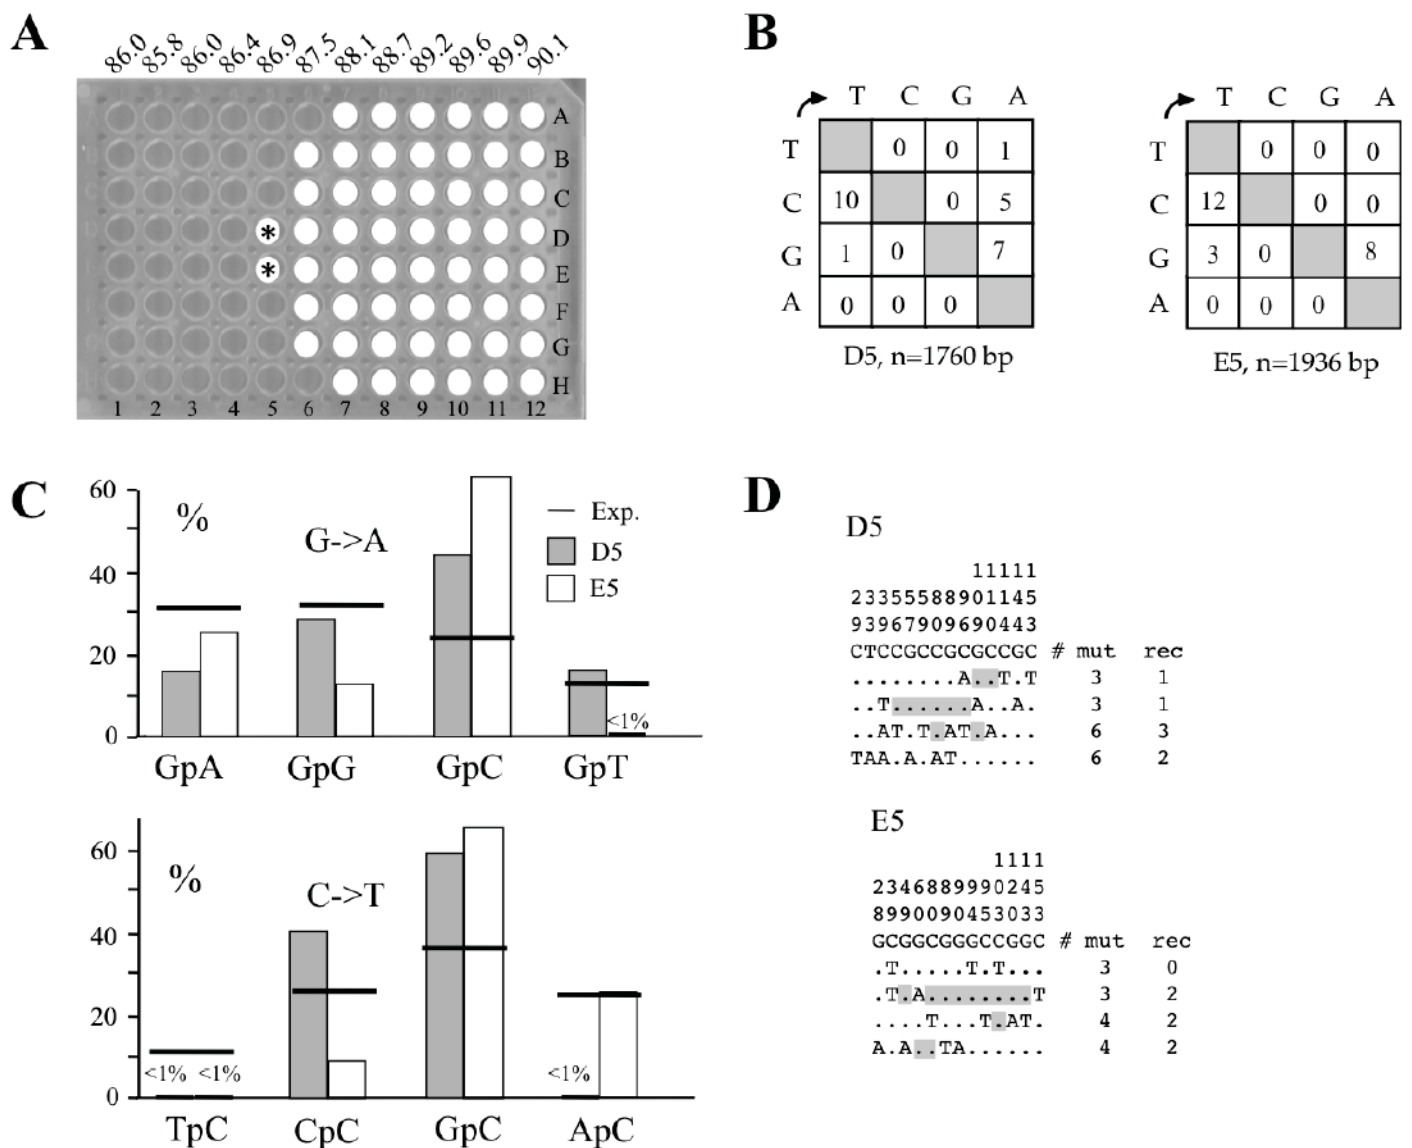 A
86.0 85.8 86.0 86.4 86.9 87.5 88.1 88.7 89.2 89.6 89.9 90.1
A
B
C
D
*
E
*
F
G
H
1 2 3 4 5 6 7 8 9 10 11 12
B
T C G A
T 0 0 1
C 10 0 5
G 1 0 7
A 0 0 0
D5, n=1760 bp
T C G A
T 0 0 0
C 12 0 0
G 3 0 8
A 0 0 0
E5, n=1936 bp
C
60
40
20
0
%
G->A
Exp.
D5
E5
<1%
GpA GpG GpC GpT
60
40
20
0
%
C->T
<1% <1% <1%
TpC CpC GpC ApC
D
D5
11111
23355588901145
93967909690443
CTCCGCCGCGCCGC # mut rec
........A..T.T 3 1
..T......A..A. 3 1
..AT.T.AT.A... 6 3
TAA.A.AT...... 6 2
E5
1111
2346889990245
8990090453033
GCGGCGGGCCGGC # mut rec
.T.....T.T... 3 0
.T.A........T 3 2
....T...T.AT. 4 2
A.A..TA...... 4 2